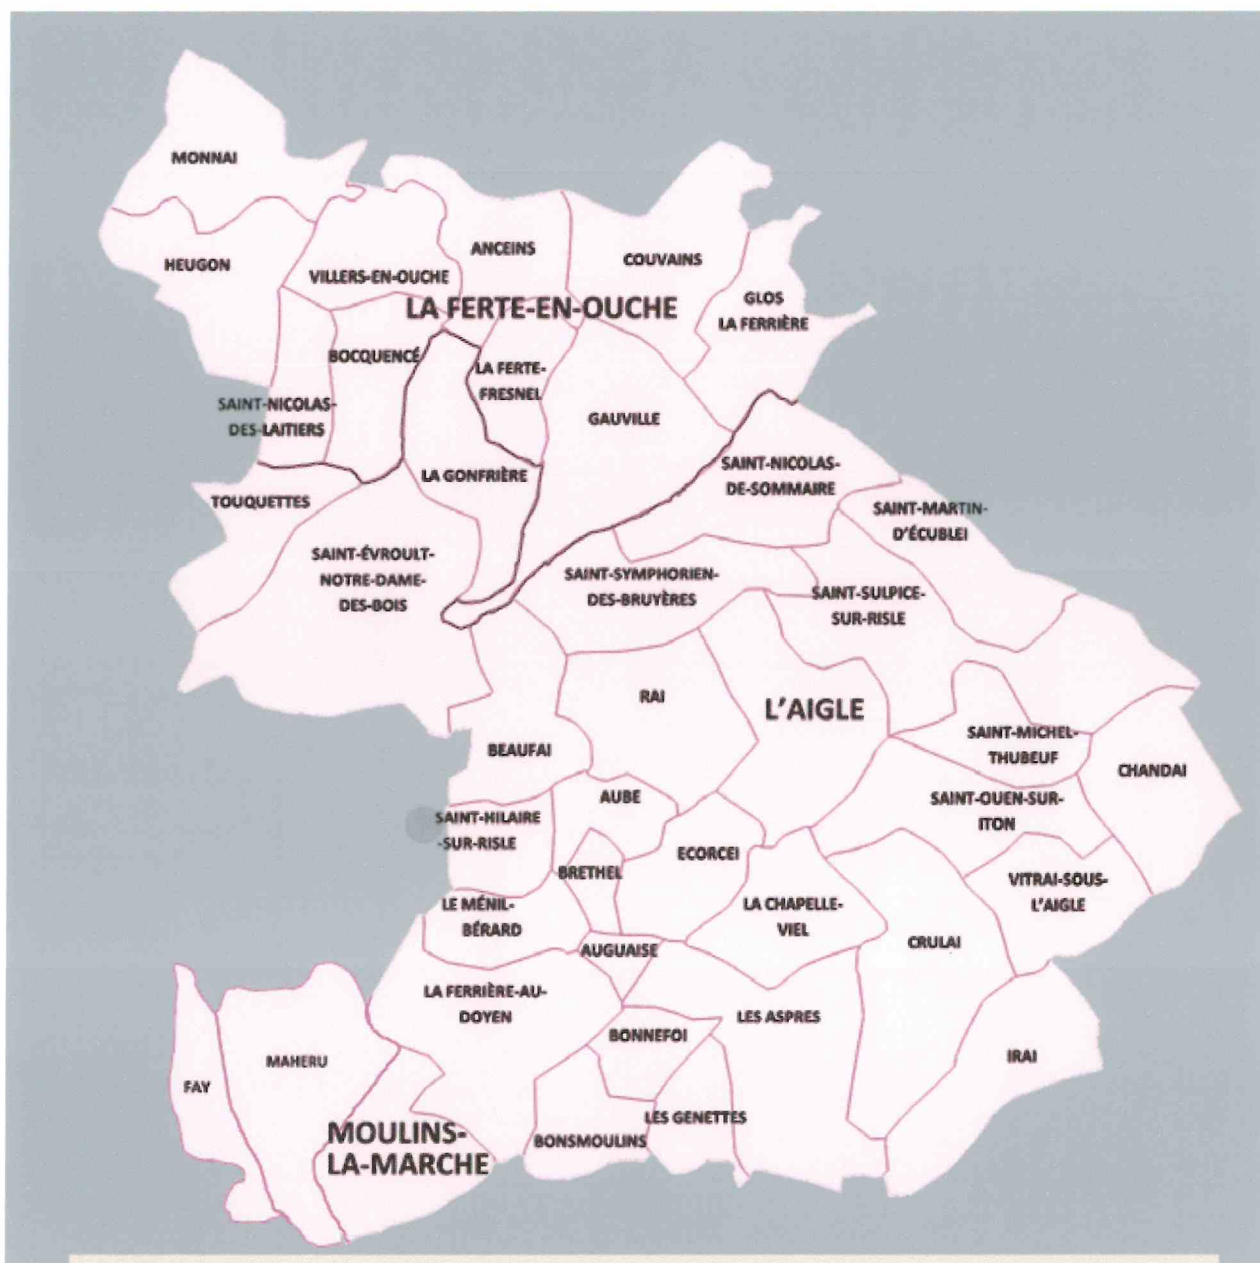 MONNAI
HEUGON
VILLERS-EN-OUCHE
ANCEINS
COUVAINS
GLOS
LA FERRIÈRE
LA FERTE-EN-OUCHE
BOCQUENCÉ
LA FERTE-
FRESNEL
SAINT-NICOLAS-
DES-LAITIERS
GAUVILLE
TOUQUETTES
LA GONFRIÈRE
SAINT-NICOLAS-
DE-SOMMAIRE
SAINT-MARTIN-
D'ÉCUBLEI
SAINT-ÉVROULT-
NOTRE-DAME-
DES-BOIS
SAINT-SYMPHORIEN-
DES-BRUYÈRES
SAINT-SULPICE-
SUR-RISLE
RAI
L'AIGLE
BEAUFAI
SAINT-MICHEL-
THUBEUF
CHANDAI
AUBE
SAINT-OUEN-SUR-
ITON
SAINT-HILAIRE
-SUR-RISLE
BRETHEL
ECORCEI
VITRAI-SOUS-
L'AIGLE
LE MÉNIL-
BÉRARD
LA CHAPELLE-
VIEL
AUGUAISE
CRULAI
LA FERRIÈRE-AU-
DOYEN
LES ASPRES
BONNEFOI
IRAI
MAHERU
FAY
LES GENETTES
BONSMOULINS
MOULINS-
LA-MARCHE